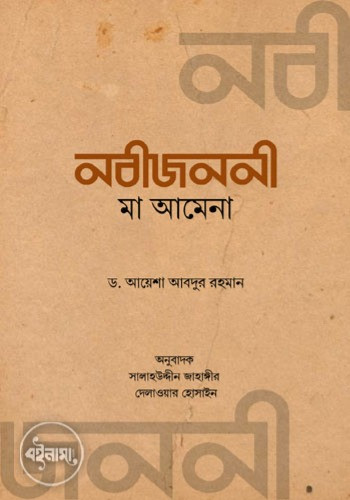 নবী
নবীজননী
মা আমেনা
ড. আয়েশা আবদুর রহমান
অনুবাদক
সালাহউদ্দীন জাহাঙ্গীর
দেলাওয়ার হোসাইন
বইনামা
জননী